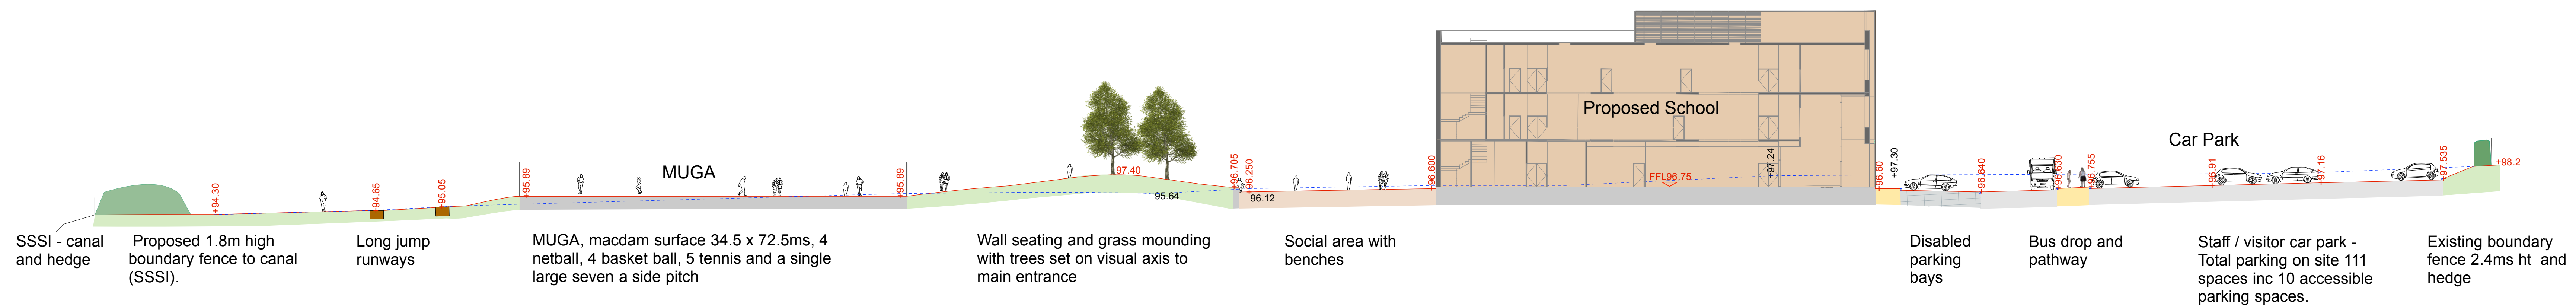 Proposed School
MUGA
Car Park
+94.30
+94.65
+95.05
+95.89
+95.89
97.40
95.64
+96.705
+96.250
96.12
+96.600
FFL96.75
+97.24
+96.60
+97.30
+96.640
+96.630
+96.755
+96.91
+97.16
+97.535
+98.2
SSSI - canal
and hedge
Proposed 1.8m high
boundary fence to canal
(SSSI).
Long jump
runways
MUGA, macdam surface 34.5 x 72.5ms, 4
netball, 4 basket ball, 5 tennis and a single
large seven a side pitch
Wall seating and grass mounding
with trees set on visual axis to
main entrance
Social area with
benches
Disabled
parking
bays
Bus drop and
pathway
Staff / visitor car park -
Total parking on site 111
spaces inc 10 accessible
parking spaces.
Existing boundary
fence 2.4ms ht and
hedge